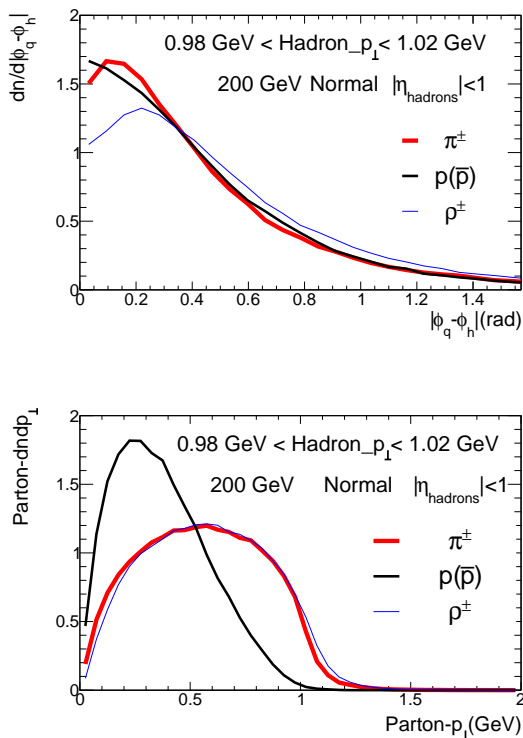 dn/d|ϕq-ϕh|
0.98 GeV < Hadron_p⊥< 1.02 GeV
200 GeV Normal |ηhadrons|<1
π±
p(p̅)
ρ±
2
1.5
1
0.5
0
0 0.2 0.4 0.6 0.8 1 1.2 1.4
|ϕq-ϕh|(rad)
Parton-dndp⊥
0.98 GeV < Hadron_p⊥< 1.02 GeV
200 GeV Normal |ηhadrons|<1
π±
p(p̅)
ρ±
2
1.5
1
0.5
0
0 0.5 1 1.5 2
Parton-p⊥(GeV)